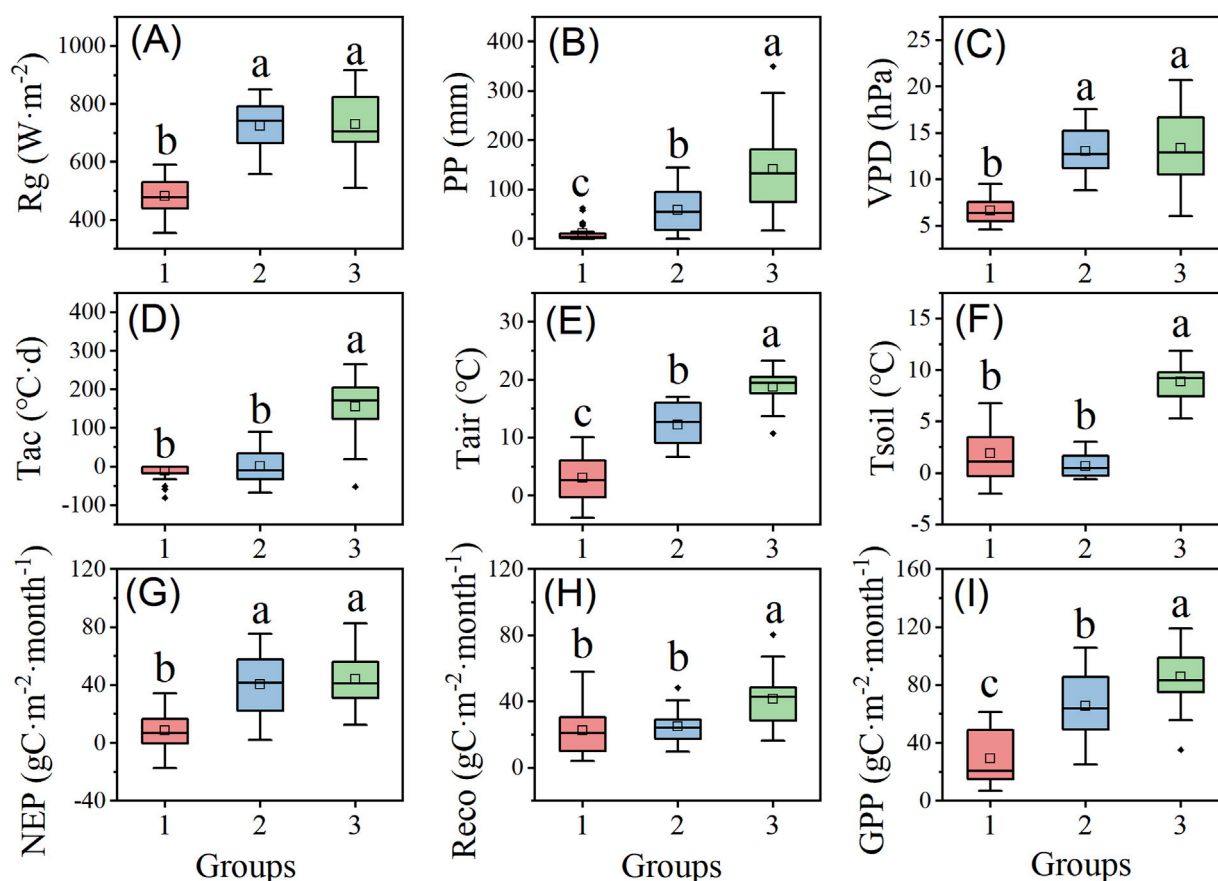 (A)
Rg (W·m⁻²)
1000
800
600
400
b
a
a
1 2 3
(B)
PP (mm)
400
300
200
100
0
c
b
a
1 2 3
(C)
VPD (hPa)
25
20
15
10
5
b
a
a
1 2 3
(D)
Tac (°C·d)
400
300
200
100
0
-100
b
b
a
1 2 3
(E)
Tair (°C)
30
20
10
0
c
b
a
1 2 3
(F)
Tsoil (°C)
15
10
5
0
-5
b
b
a
1 2 3
(G)
NEP (gC·m⁻²·month⁻¹)
120
80
40
0
-40
b
a
a
1 2 3
Groups
(H)
Reco (gC·m⁻²·month⁻¹)
120
80
40
0
b
b
a
1 2 3
Groups
(I)
GPP (gC·m⁻²·month⁻¹)
160
120
80
40
0
c
b
a
1 2 3
Groups